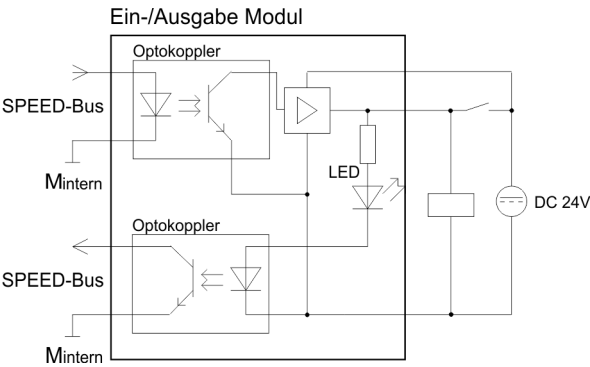 Ein-/Ausgabe Modul
Optokoppler
SPEED-Bus
Mintern
LED
DC 24V
Optokoppler
SPEED-Bus
Mintern